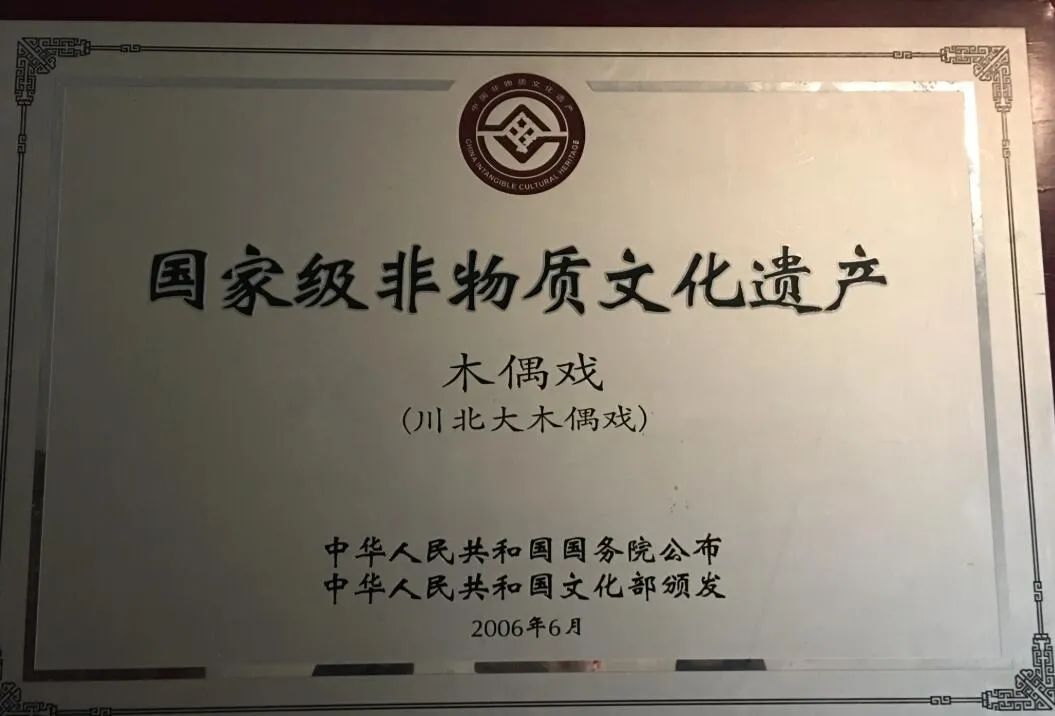 中国非物质文化遗产
CHINA INTANGIBLE CULTURAL HERITAGE
国家级非物质文化遗产
木偶戏
(川北大木偶戏)
中华人民共和国国务院公布
中华人民共和国文化部颁发
2006年6月